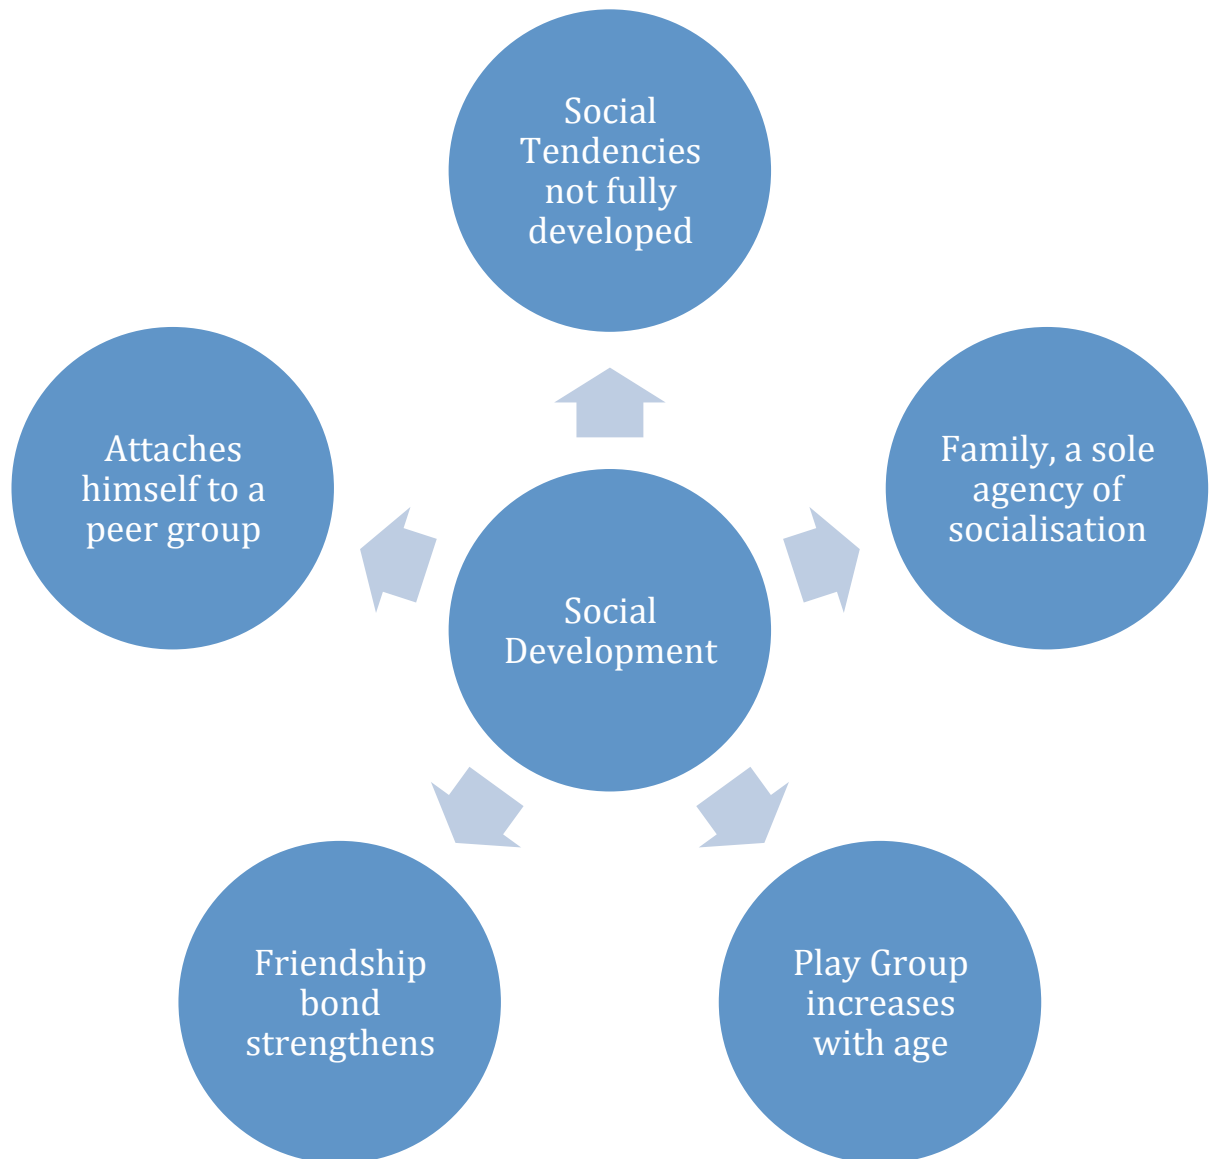 Social
Tendencies
not fully
developed
Attaches
himself to a
peer group
Family, a sole
agency of
socialisation
Social
Development
Friendship
bond
strengthens
Play Group
increases
with age